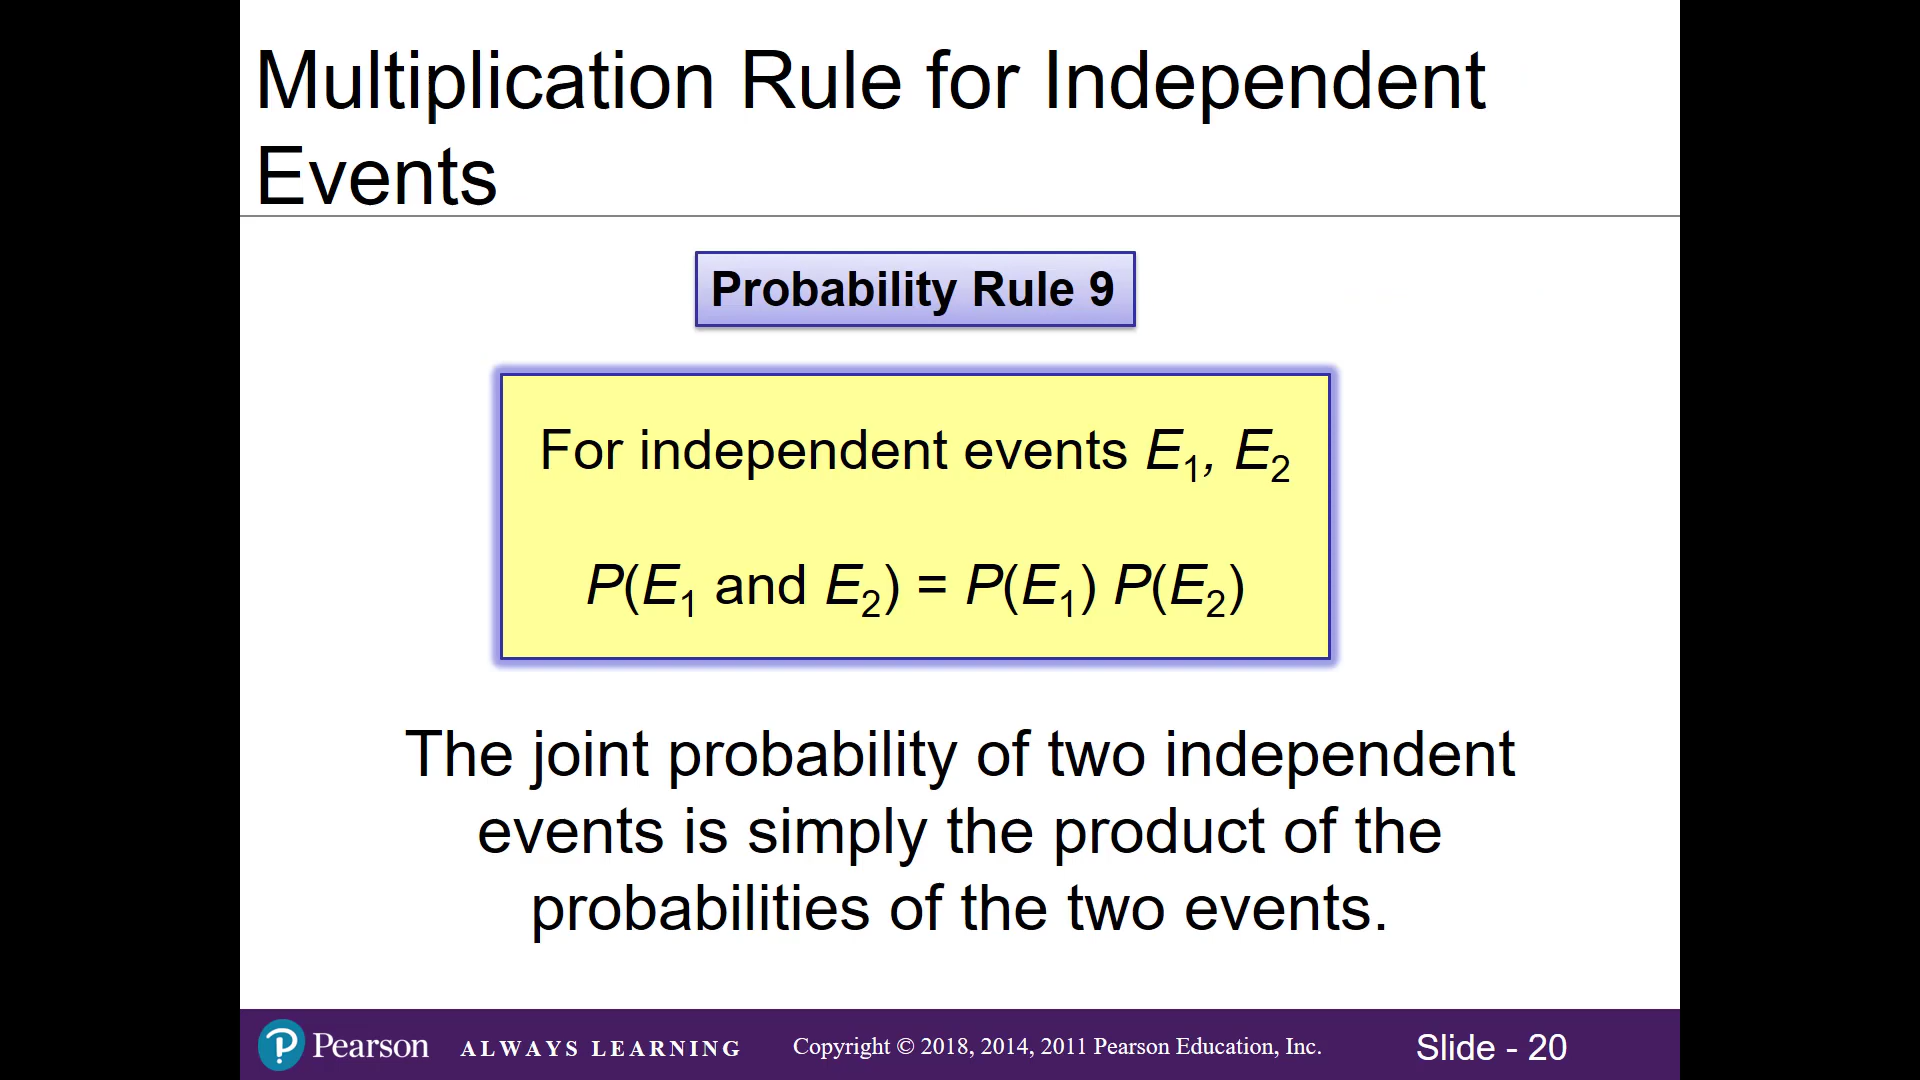 Multiplication Rule for Independent
Events
Probability Rule 9
For independent events E₁, E₂
P(E₁ and E₂) = P(E₁) P(E₂)
The joint probability of two independent
events is simply the product of the
probabilities of the two events.
Pearson ALWAYS LEARNING Copyright © 2018, 2014, 2011 Pearson Education, Inc. Slide - 20